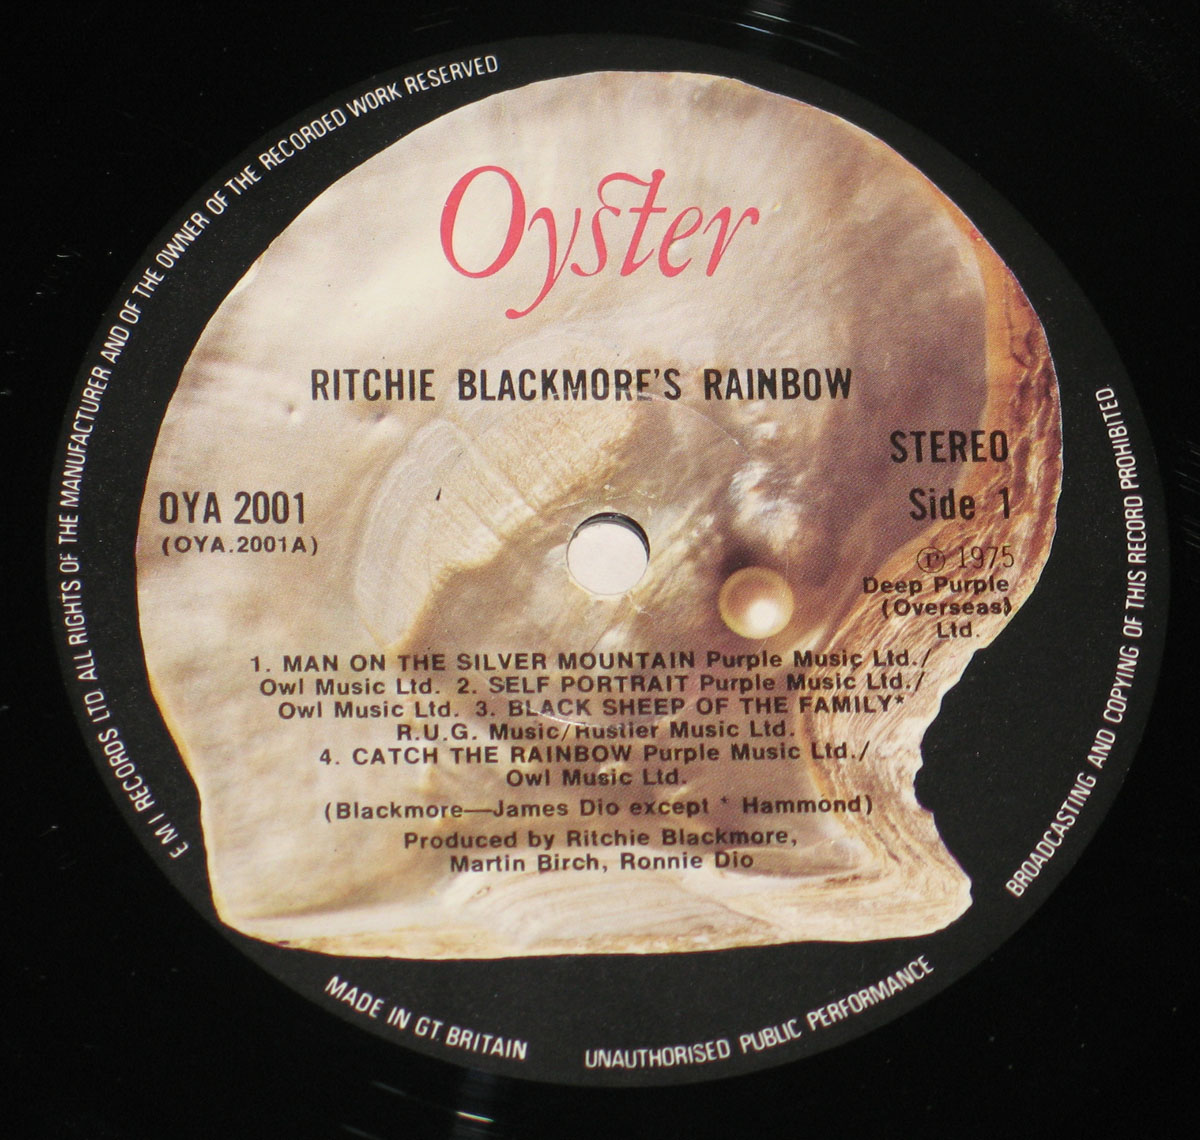 E M I RECORDS LTD. ALL RIGHTS OF THE MANUFACTURER AND OF THE OWNER OF THE RECORDED WORK RESERVED
Oyster
RITCHIE BLACKMORE'S RAINBOW
STEREO
OYA 2001
Side 1
(OYA.2001A)
℗ 1975
Deep Purple
(Overseas)
Ltd.
1. MAN ON THE SILVER MOUNTAIN Purple Music Ltd./
Owl Music Ltd. 2. SELF PORTRAIT Purple Music Ltd./
Owl Music Ltd. 3. BLACK SHEEP OF THE FAMILY*
R.U.G. Music/Hustler Music Ltd.
4. CATCH THE RAINBOW Purple Music Ltd./
Owl Music Ltd.
(Blackmore—James Dio except * Hammond)
Produced by Ritchie Blackmore,
Martin Birch, Ronnie Dio
MADE IN GT. BRITAIN
UNAUTHORISED PUBLIC PERFORMANCE
BROADCASTING AND COPYING OF THIS RECORD PROHIBITED.